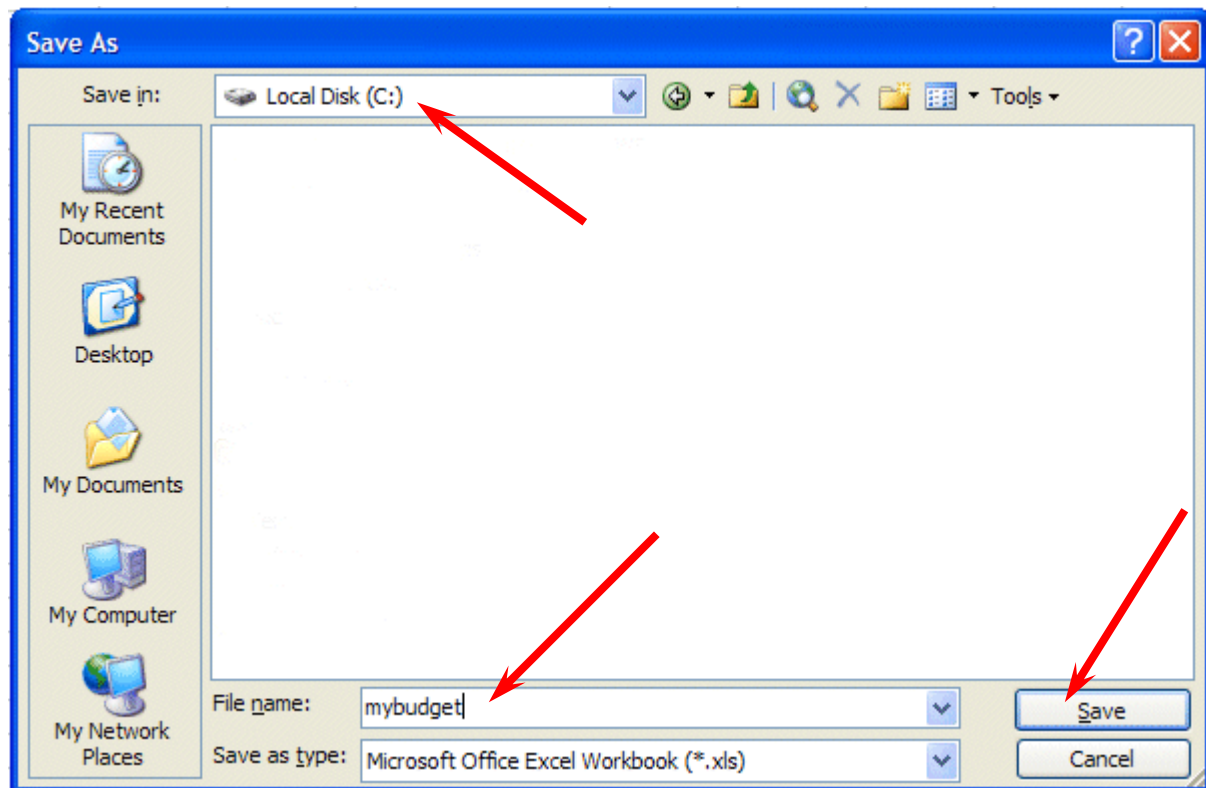 Save As
Save in:
Local Disk (C:)
Tools
My Recent
Documents
Desktop
My Documents
My Computer
My Network
Places
File name:
mybudget
Save
Save as type:
Microsoft Office Excel Workbook (*.xls)
Cancel